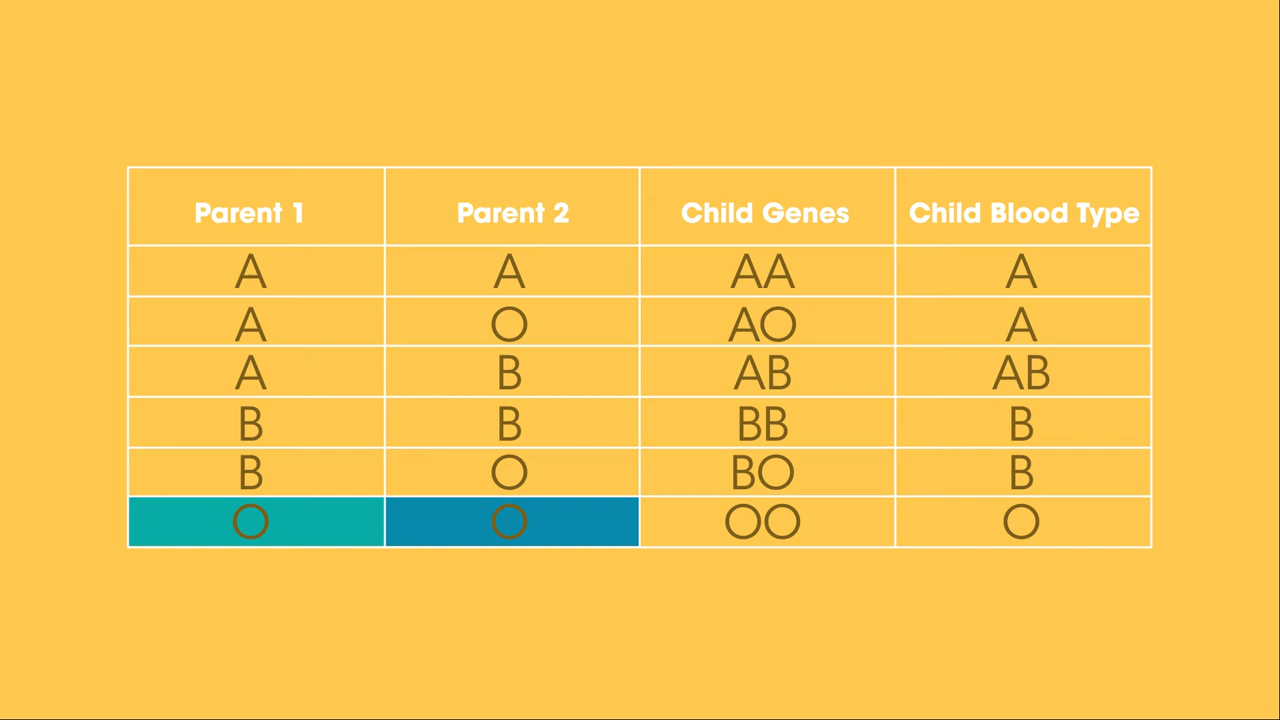 Parent 1 Parent 2 Child Genes Child Blood Type
A A AA A
A O AO A
A B AB AB
B B BB B
B O BO B
O O OO O